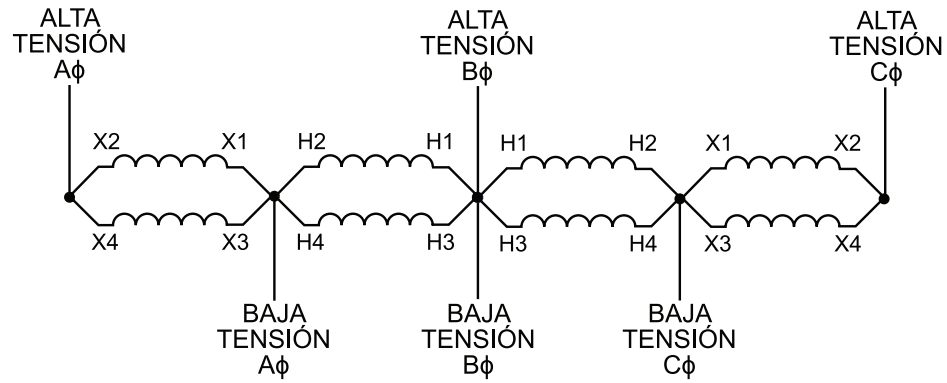 ALTA
TENSIÓN
Aϕ
ALTA
TENSIÓN
Bϕ
ALTA
TENSIÓN
Cϕ
X2 X1 H2 H1 H1 H2 X1 X2
X4 X3 H4 H3 H3 H4 X3 X4
BAJA
TENSIÓN
Aϕ
BAJA
TENSIÓN
Bϕ
BAJA
TENSIÓN
Cϕ